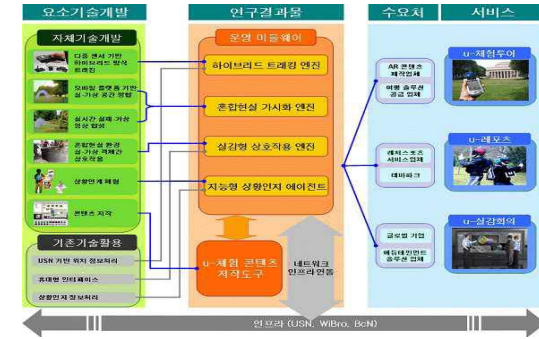 요소기술개발
연구결과물
수요처
서비스
자체기술개발
다중 센서 기반
하이브리드 방식
트래킹
모바일 플랫폼 기반
실-가상 공간 정합
실시간 실제-가상
영상 합성
혼합현실 환경
실-가상 객체간
상호작용
상황인계 체험
콘텐츠 저작
기존기술활용
USN 기반 위치 정보처리
휴대형 인터페이스
상황인지 정보처리
운영 미들웨어
하이브리드 트래킹 엔진
혼합현실 가시화 엔진
실감형 상호작용 엔진
지능형 상황인지 에이전트
u-체험 콘텐츠
저작도구
네트워크
인프라연동
AR 콘텐츠
제작업체
여행 솔루션
공급 업체
레저스포츠
서비스 업체
테마파크
글로벌 기업
에듀테인먼트
솔루션 업체
u-체험투어
u-레포츠
u-실감회의
인프라 (USN, WiBro, BcN)